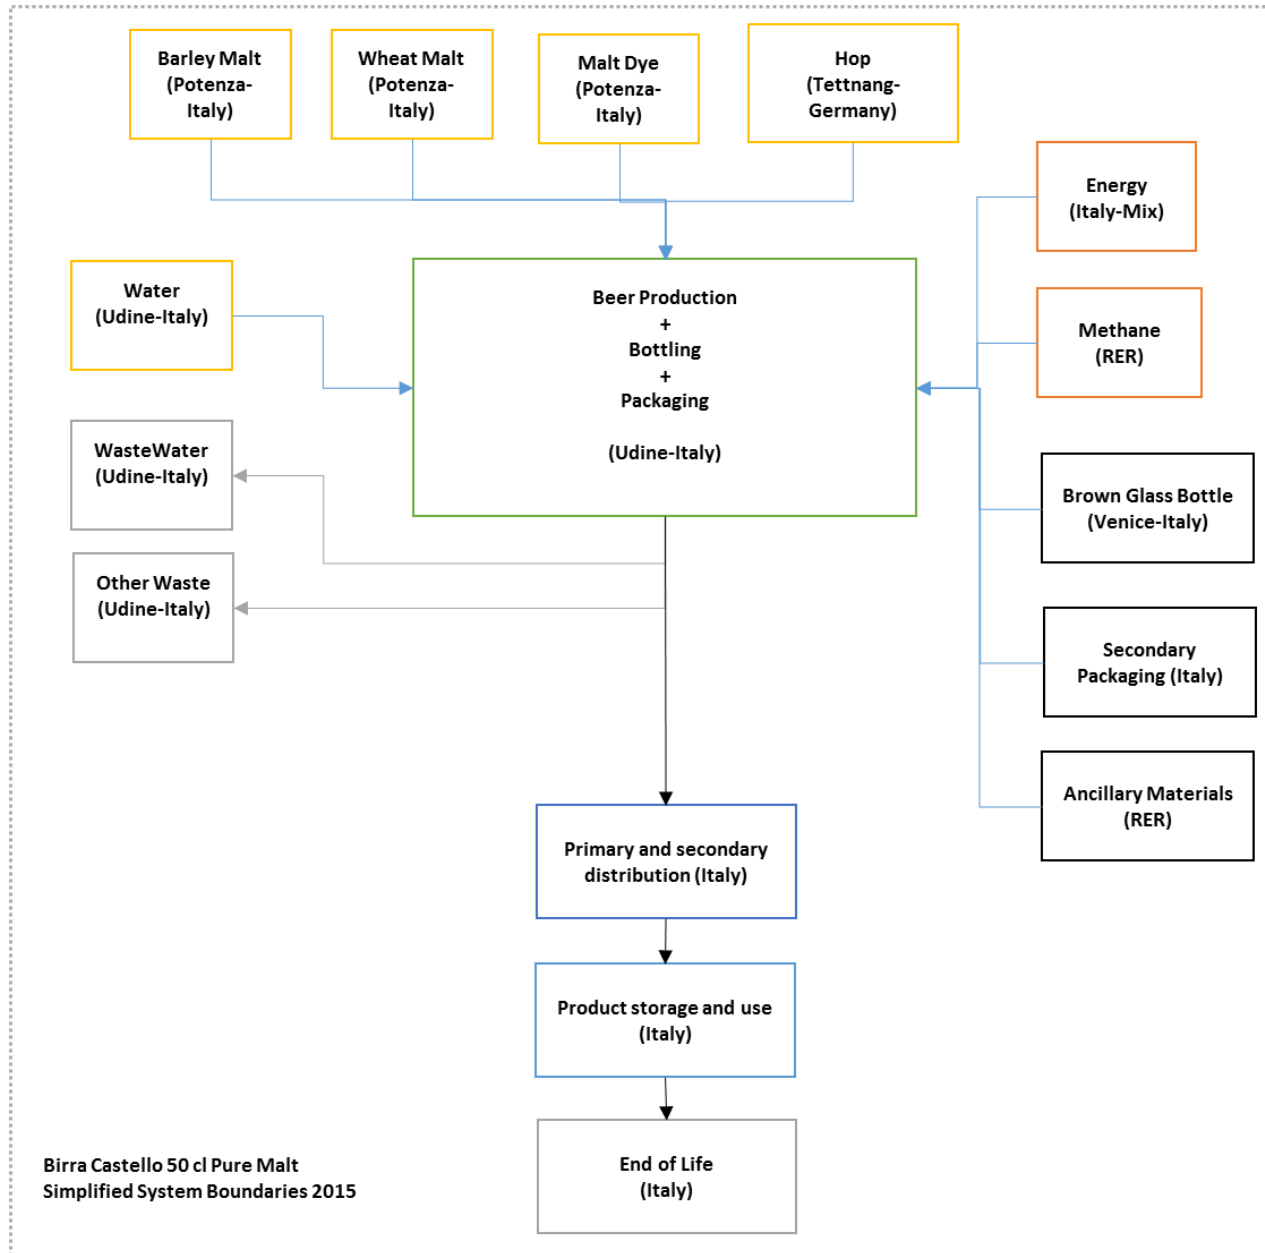 Barley Malt
(Potenza-
Italy)
Wheat Malt
(Potenza-
Italy)
Malt Dye
(Potenza-
Italy)
Hop
(Tettnang-
Germany)
Energy
(Italy-Mix)
Water
(Udine-Italy)
Beer Production
+
Bottling
+
Packaging
(Udine-Italy)
Methane
(RER)
WasteWater
(Udine-Italy)
Brown Glass Bottle
(Venice-Italy)
Other Waste
(Udine-Italy)
Secondary
Packaging (Italy)
Ancillary Materials
(RER)
Primary and secondary
distribution (Italy)
Product storage and use
(Italy)
End of Life
(Italy)
Birra Castello 50 cl Pure Malt
Simplified System Boundaries 2015